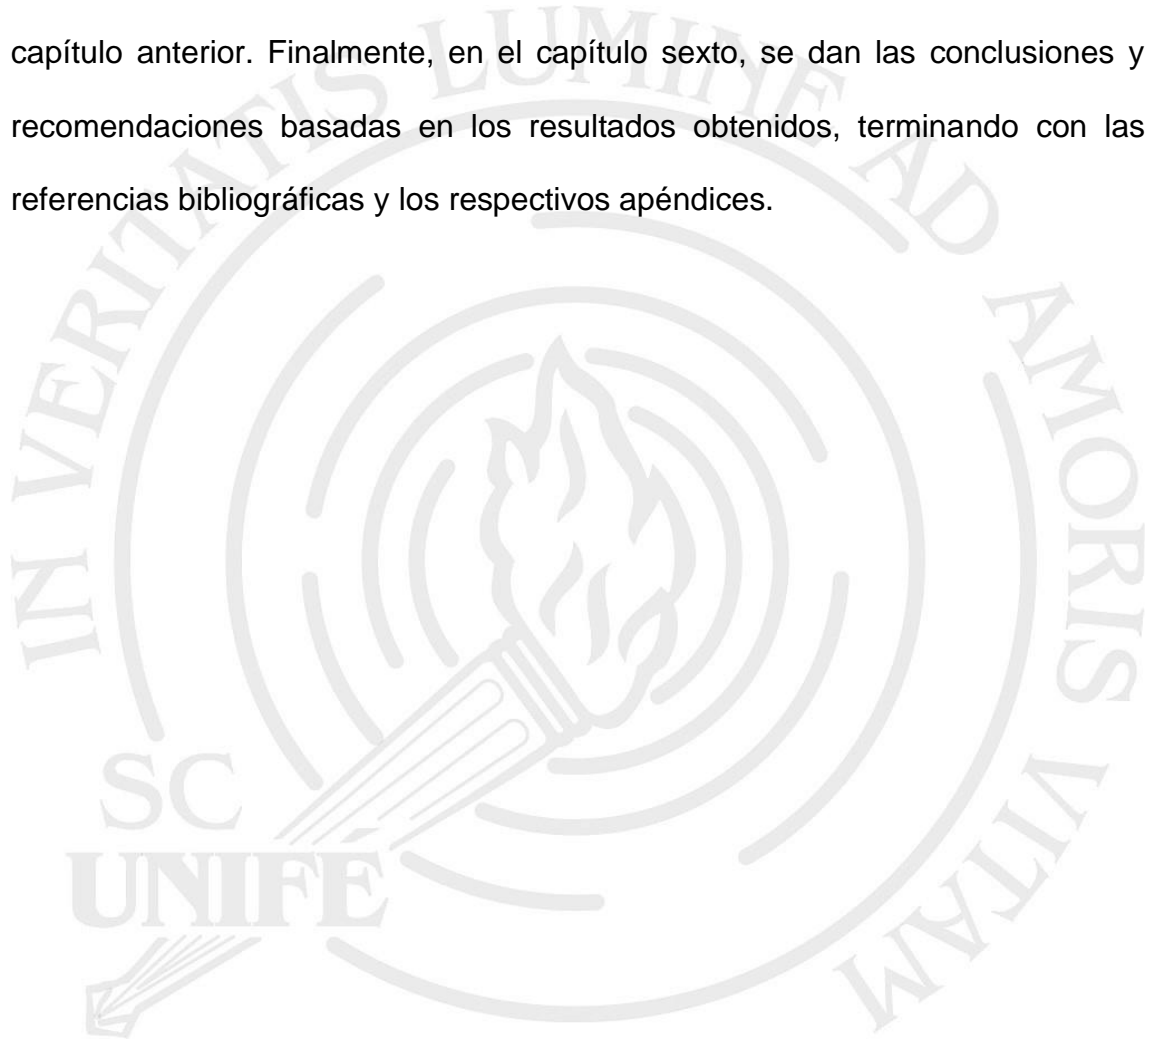 capítulo anterior. Finalmente, en el capítulo sexto, se dan las conclusiones y
recomendaciones basadas en los resultados obtenidos, terminando con las
referencias bibliográficas y los respectivos apéndices.
IN VERITATIS LUMINE AD AMORIS VITAM
SC
UNIFE